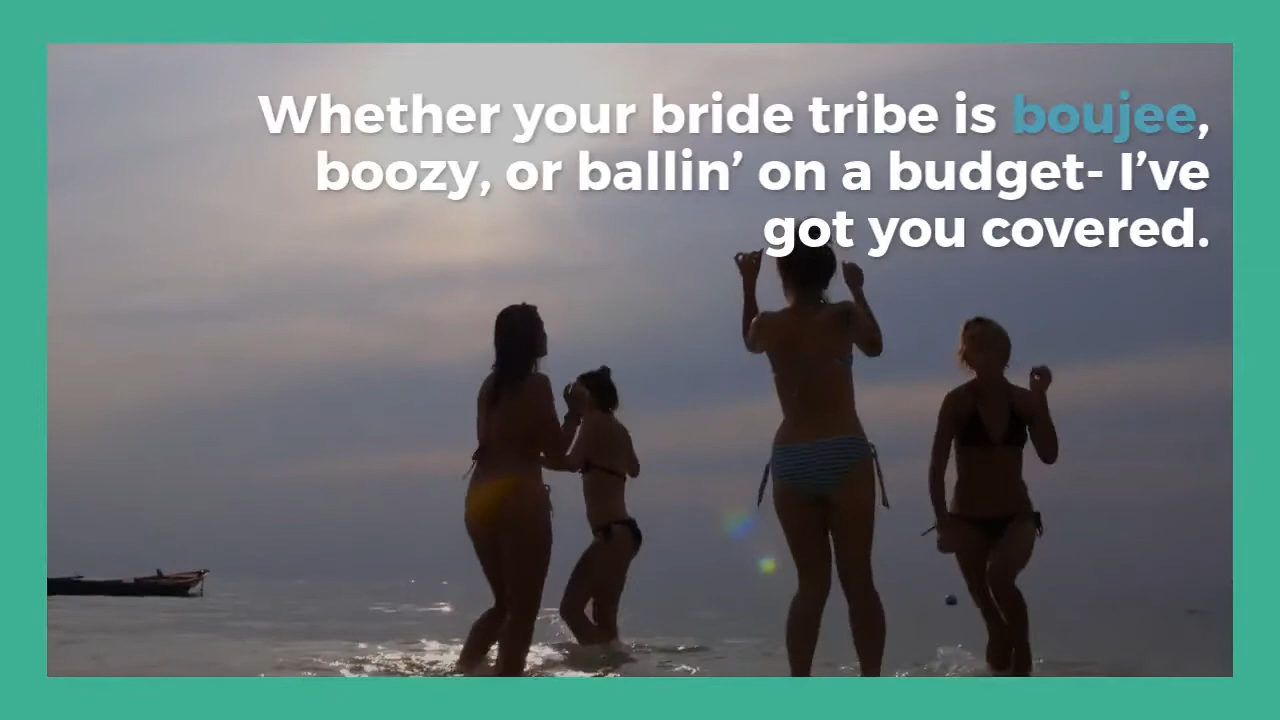 Whether your bride tribe is boujee,
boozy, or ballin’ on a budget- I’ve
got you covered.